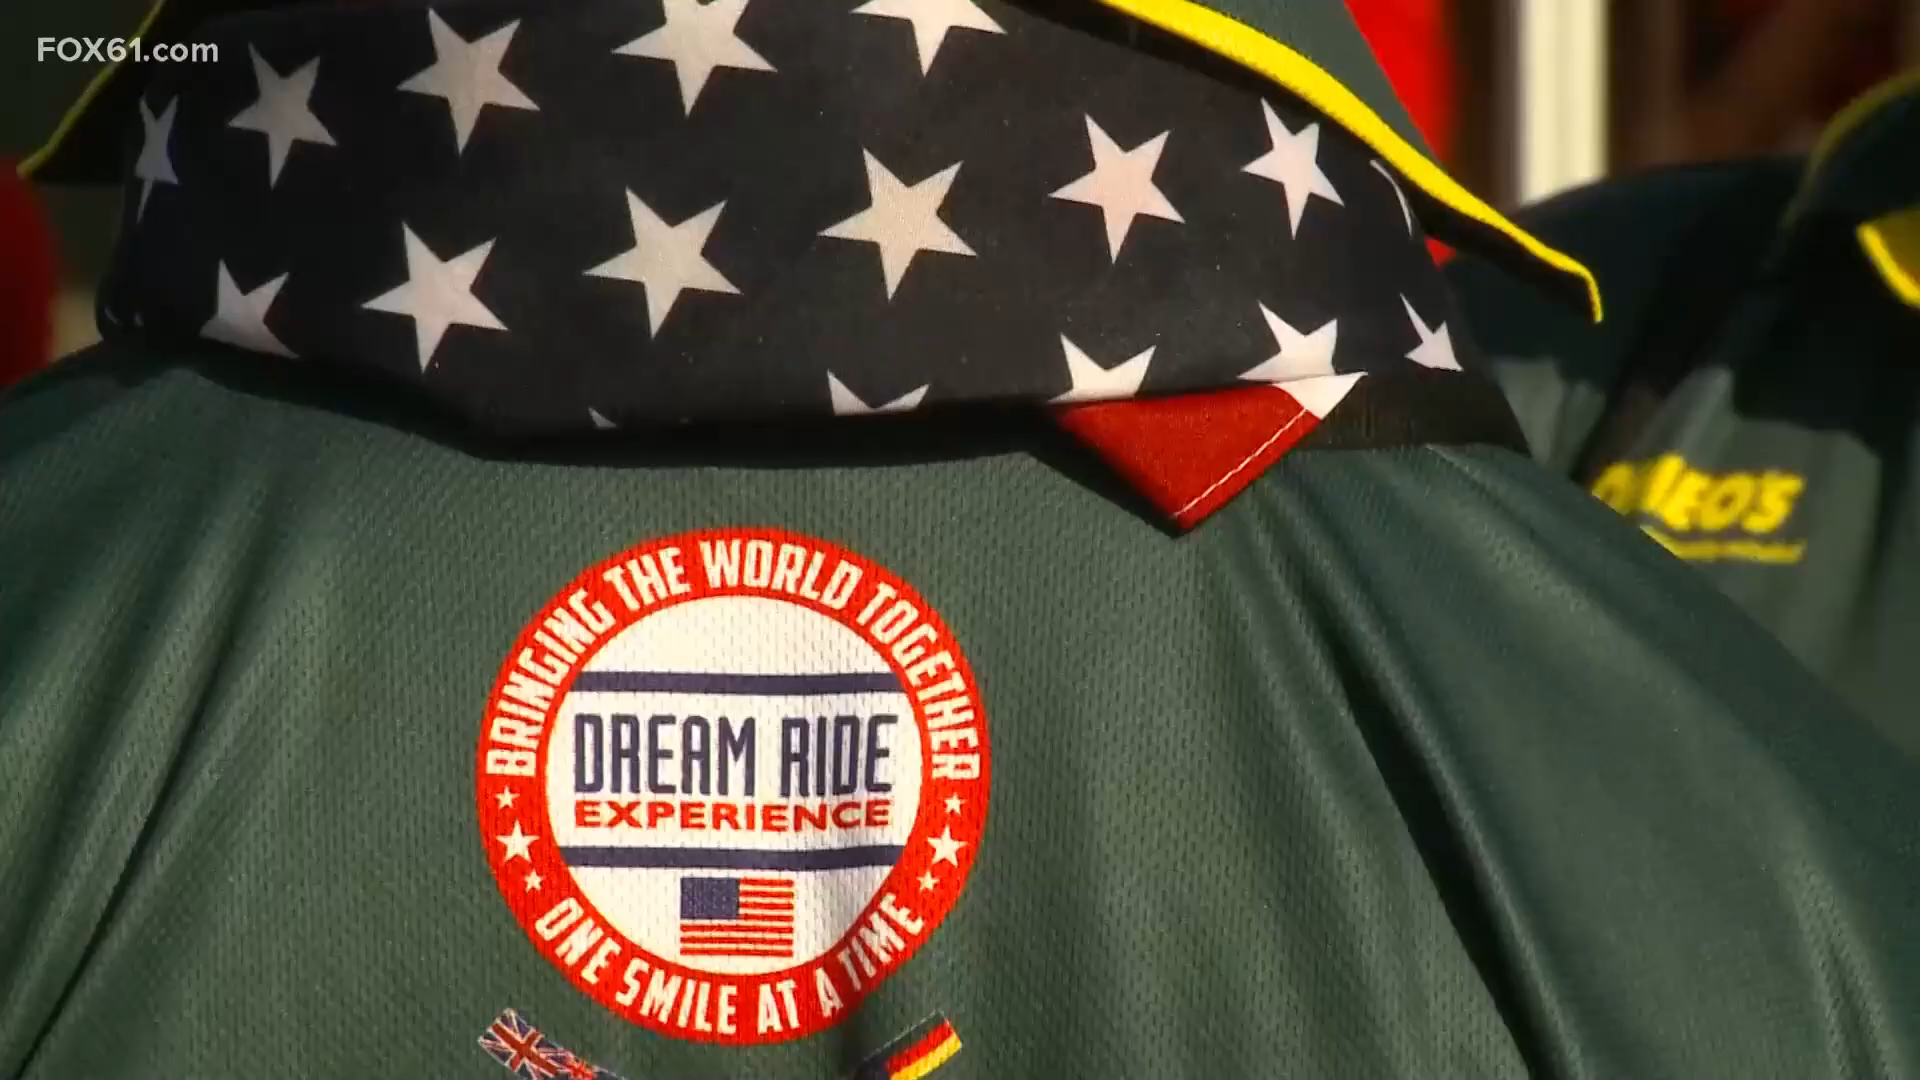 FOX61.com
BRINGING THE WORLD TOGETHER
DREAM RIDE
EXPERIENCE
ONE SMILE AT A TIME